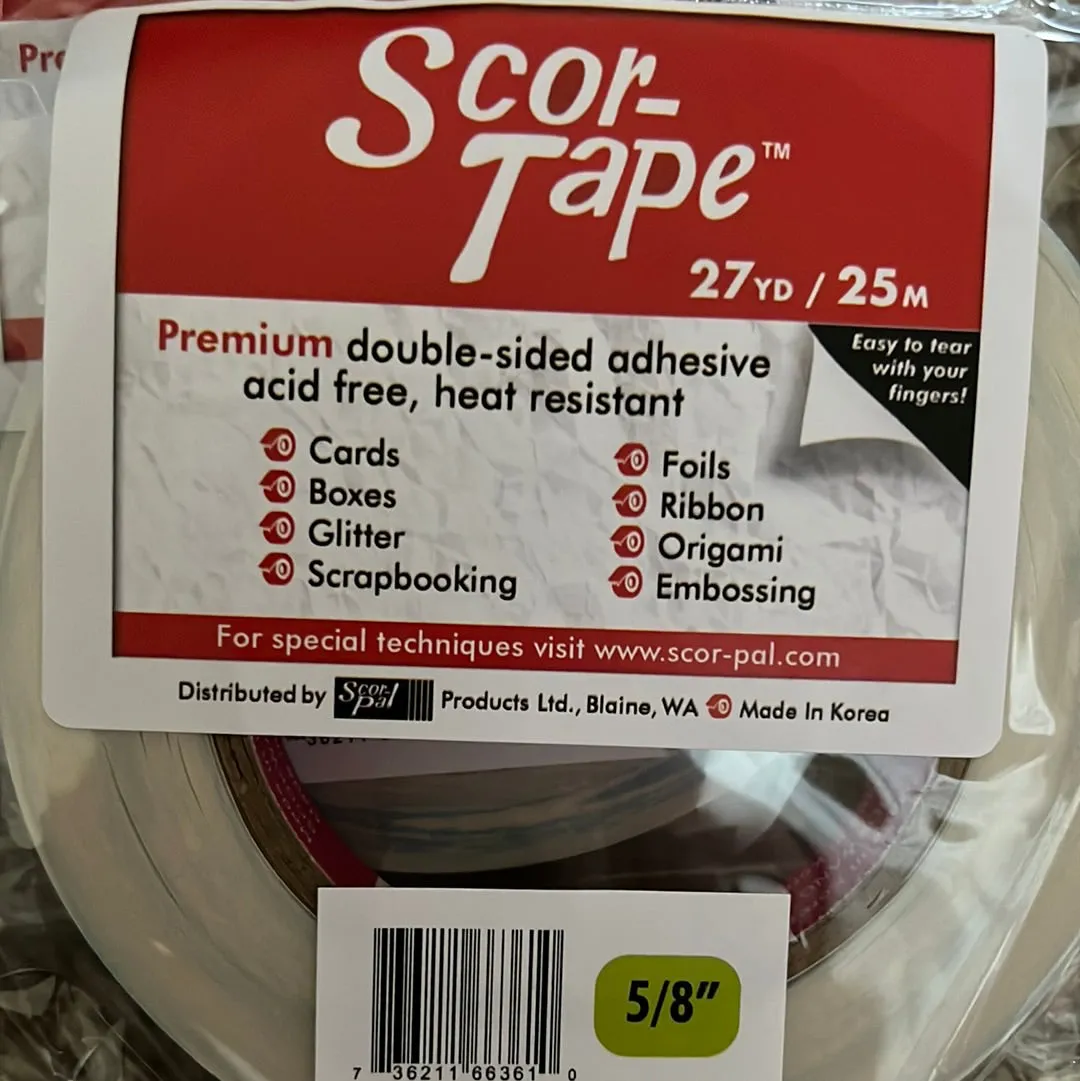 Pre
Scor-
Tape™
27YD / 25M
Premium double-sided adhesive
acid free, heat resistant
Easy to tear
with your
fingers!
Cards
Boxes
Glitter
Scrapbooking
Foils
Ribbon
Origami
Embossing
For special techniques visit www.scor-pal.com
Distributed by Scor-Pal Products Ltd., Blaine, WA Made In Korea
5/8"
7 36211 66361 0